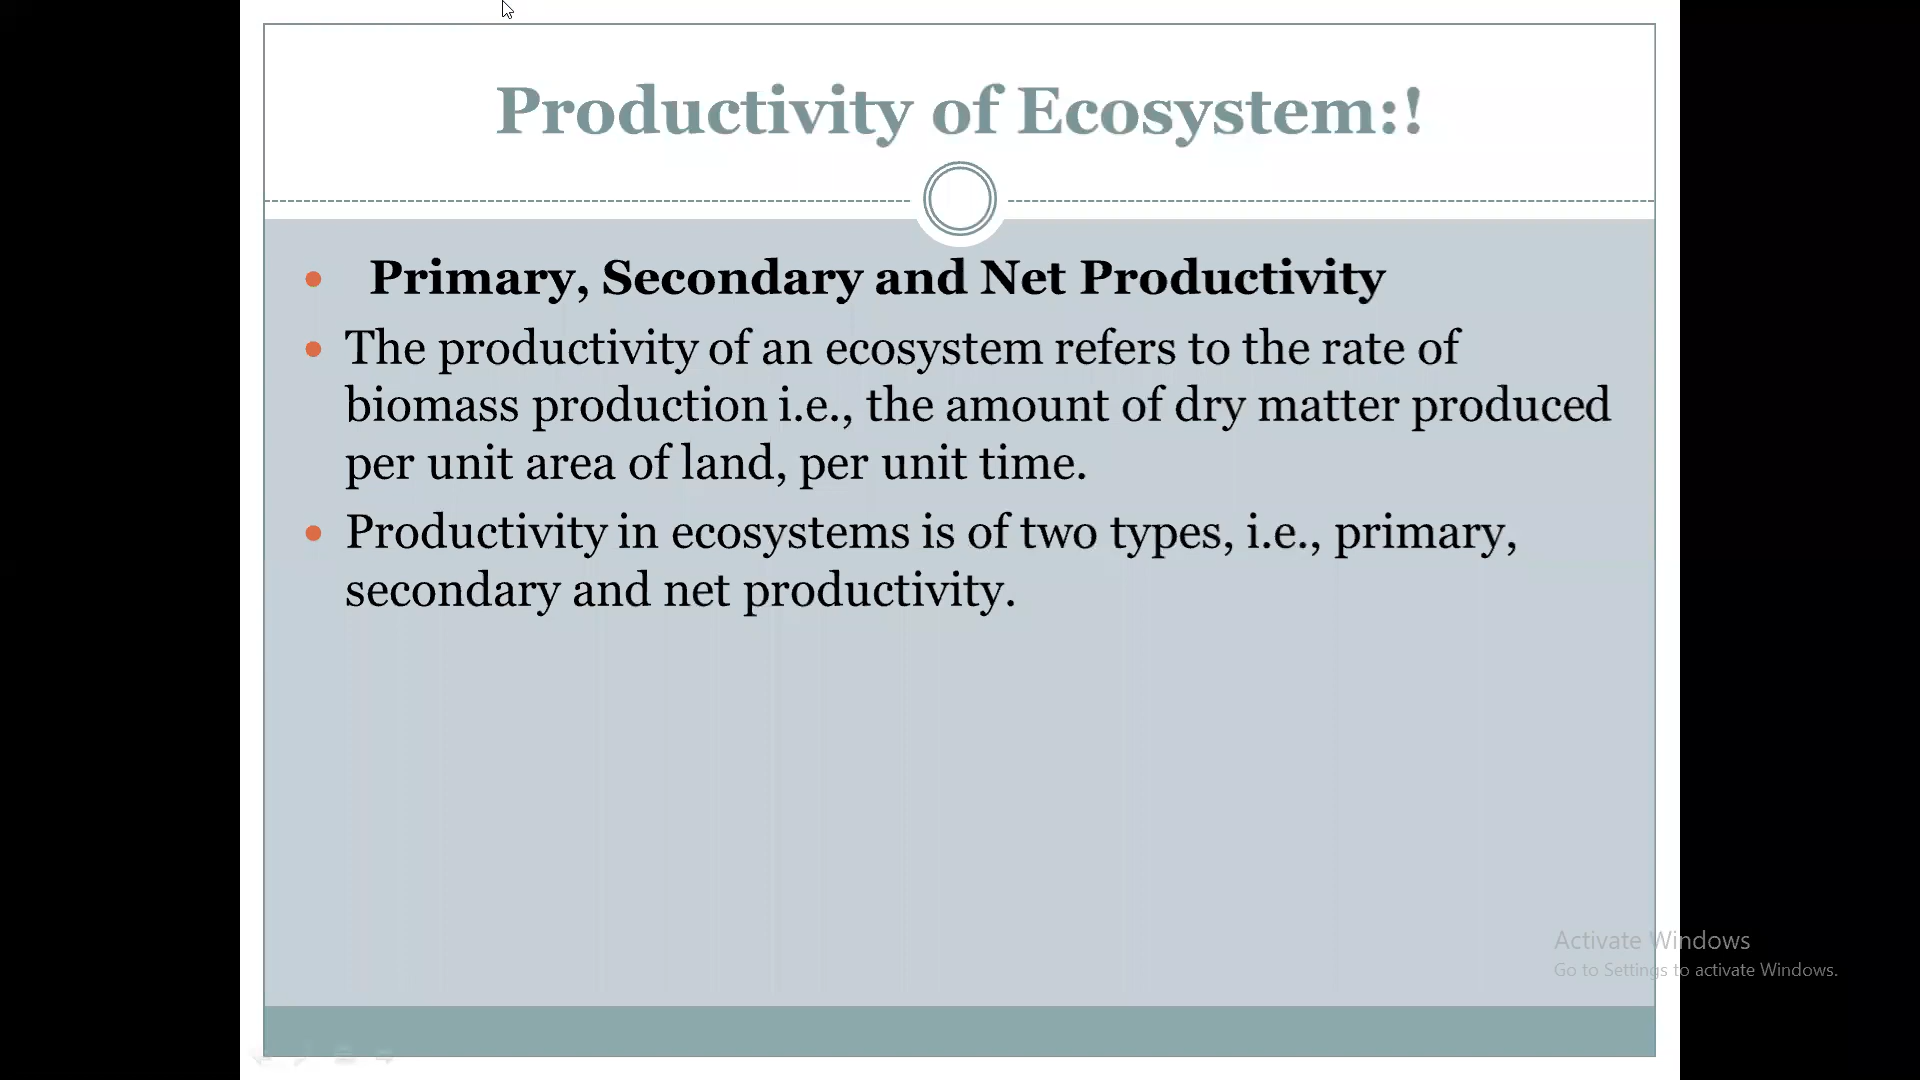 Productivity of Ecosystem:!
Primary, Secondary and Net Productivity
The productivity of an ecosystem refers to the rate of
biomass production i.e., the amount of dry matter produced
per unit area of land, per unit time.
Productivity in ecosystems is of two types, i.e., primary,
secondary and net productivity.
Activate Windows
Go to Settings to activate Windows.